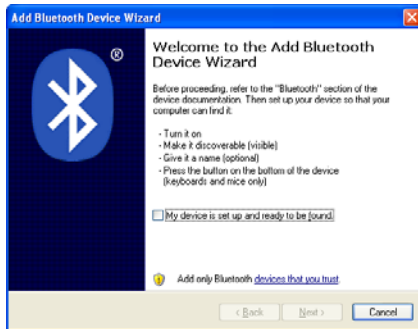 Add Bluetooth Device Wizard
®
Welcome to the Add Bluetooth
Device Wizard
Before proceeding, refer to the "Bluetooth" section of the
device documentation. Then set up your device so that your
computer can find it:
- Turn it on
- Make it discoverable (visible)
- Give it a name (optional)
- Press the button on the bottom of the device
(keyboards and mice only)
My device is set up and ready to be found.
Add only Bluetooth devices that you trust.
< Back
Next >
Cancel